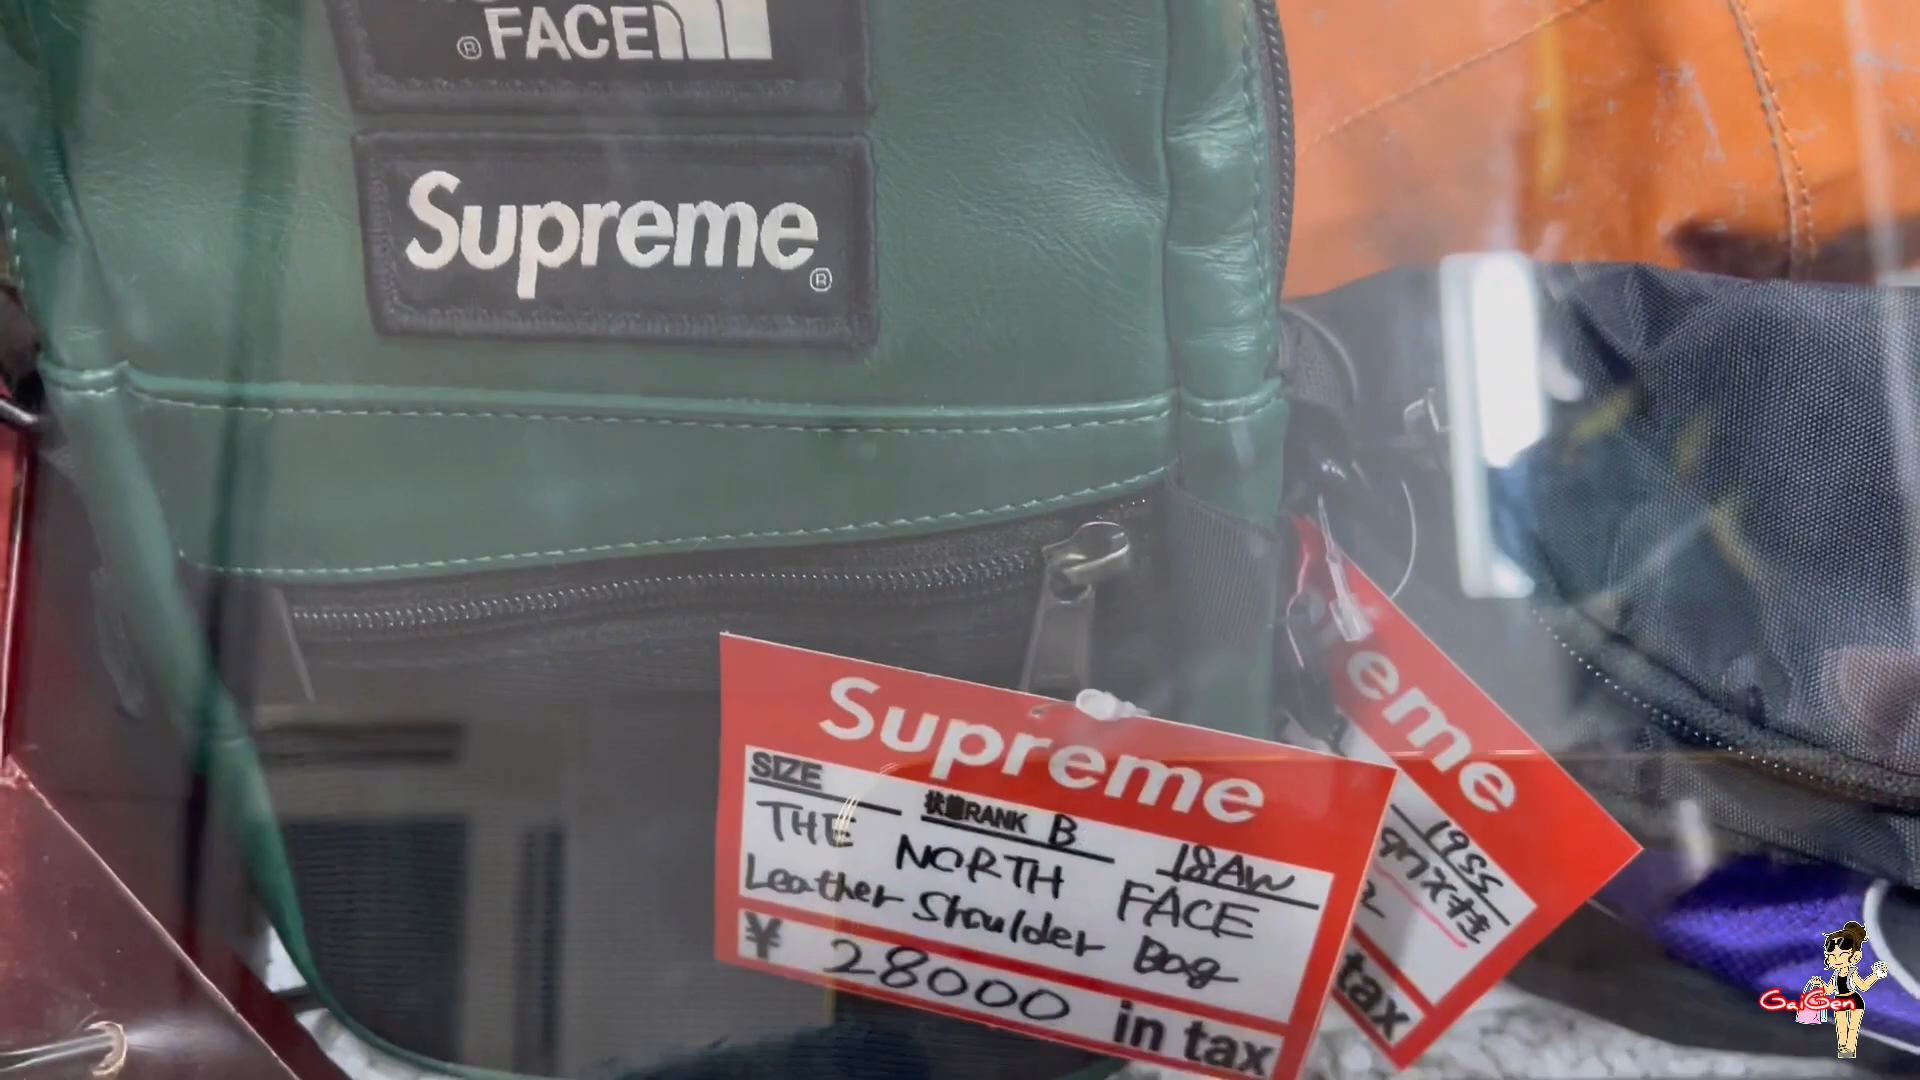 ® FACE
Supreme®
Supreme
SIZE
状態RANK B 18AW
THE NORTH FACE
Leather Shoulder Bag
¥ 28000 in tax
eme
19SS
tax
GaiGen